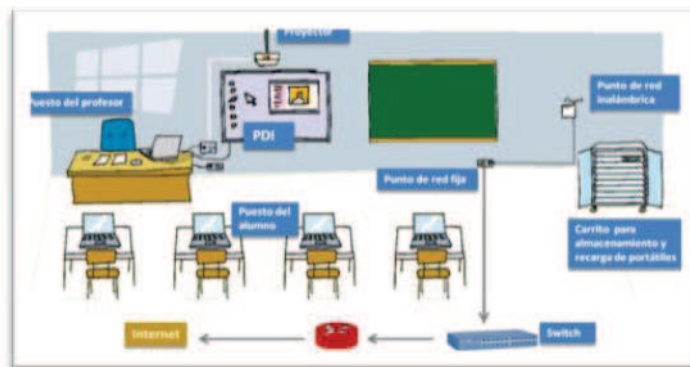 Proyector
Punto de red
inalámbrica
Puesto del profesor
PDI
Punto de red fija
Puesto del
alumno
Carrito para
almacenamiento y
recarga de portátiles
Internet
Switch